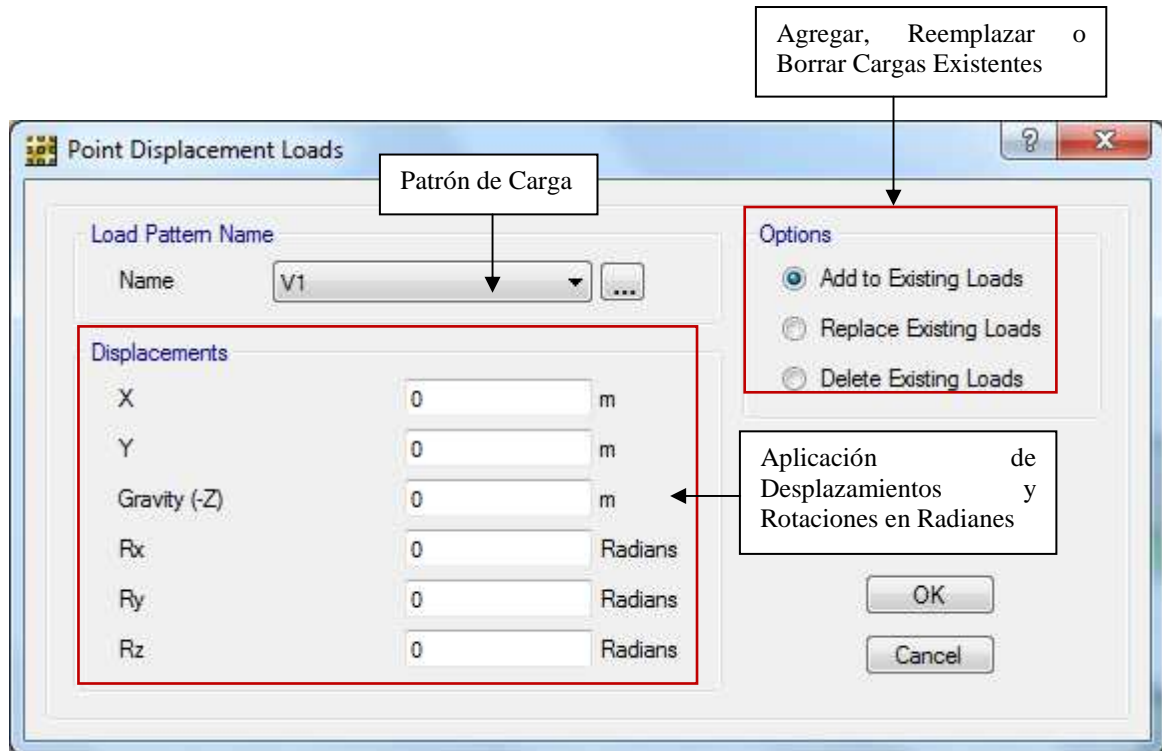 Agregar, Reemplazar o
Borrar Cargas Existentes
Point Displacement Loads
Patrón de Carga
Load Pattern Name
Name
V1
...
Options
Add to Existing Loads
Replace Existing Loads
Delete Existing Loads
Displacements
X 0 m
Y 0 m
Gravity (-Z) 0 m
Rx 0 Radians
Ry 0 Radians
Rz 0 Radians
Aplicación de
Desplazamientos y
Rotaciones en Radianes
OK
Cancel